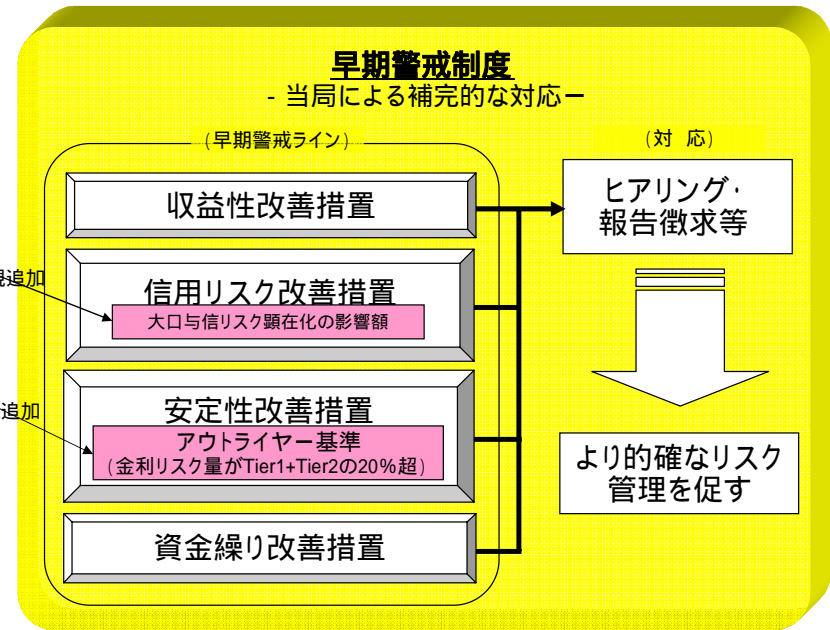 早期警戒制度
- 当局による補完的な対応ー
(早期警戒ライン)
収益性改善措置
信用リスク改善措置
大口与信リスク顕在化の影響額
追加
安定性改善措置
アウトライヤー基準
(金利リスク量がTier1+Tier2の20%超)
追加
資金繰り改善措置
(対 応)
ヒアリング・
報告徴求等
より的確なリスク
管理を促す